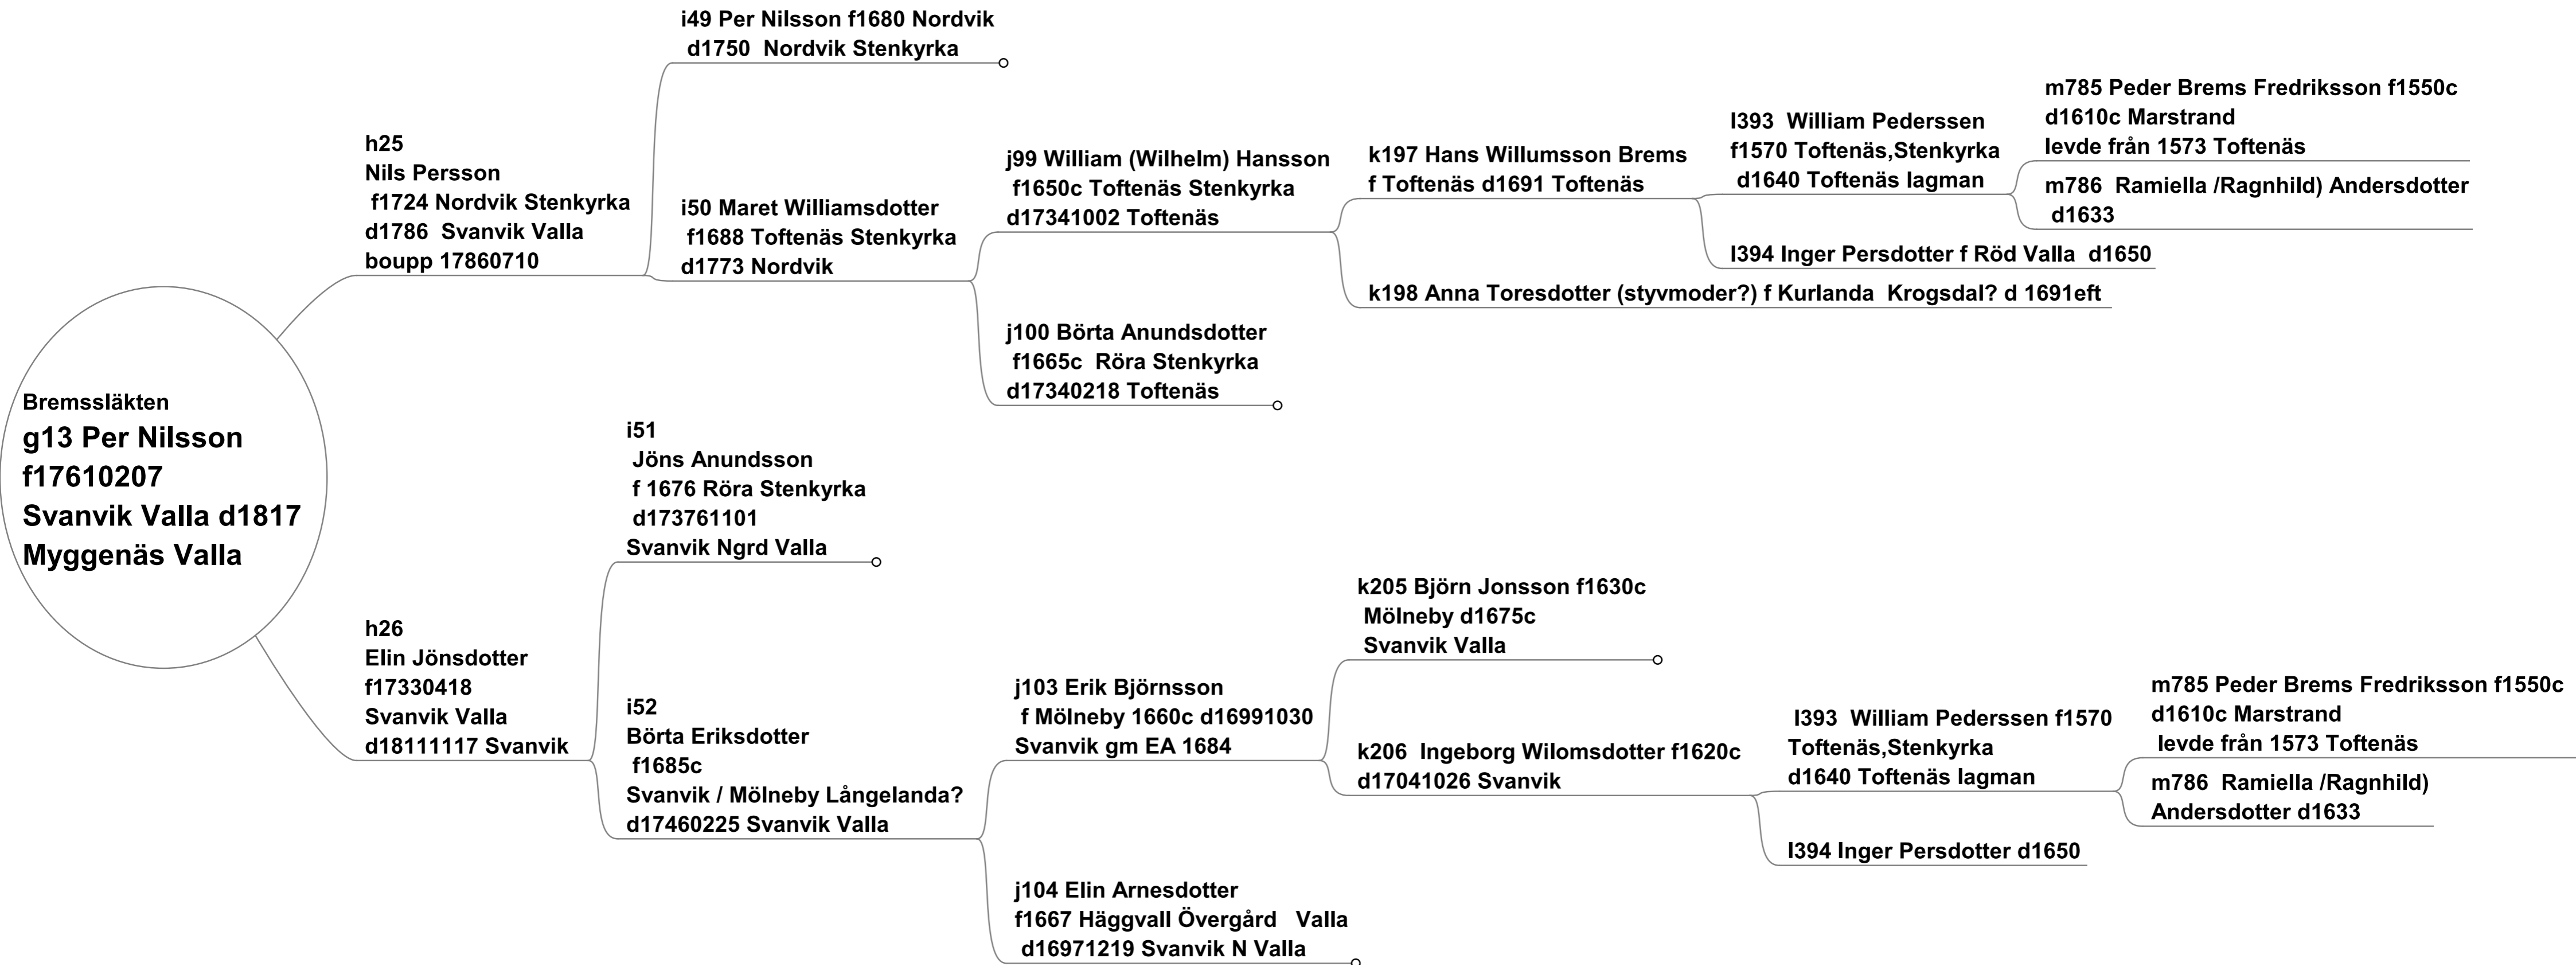 Bremssläkten
g13 Per Nilsson
f17610207
Svanvik Valla d1817
Myggenäs Valla
h25
Nils Persson
f1724 Nordvik Stenkyrka
d1786 Svanvik Valla
boupp 17860710
i49 Per Nilsson f1680 Nordvik
d1750 Nordvik Stenkyrka
i50 Maret Williamsdotter
f1688 Toftenäs Stenkyrka
d1773 Nordvik
j99 William (Wilhelm) Hansson
f1650c Toftenäs Stenkyrka
d17341002 Toftenäs
k197 Hans Willumsson Brems
f Toftenäs d1691 Toftenäs
l393 William Pederssen
f1570 Toftenäs,Stenkyrka
d1640 Toftenäs lagman
m785 Peder Brems Fredriksson f1550c
d1610c Marstrand
levde från 1573 Toftenäs
m786 Ramiella /Ragnhild) Andersdotter
d1633
l394 Inger Persdotter f Röd Valla d1650
k198 Anna Toresdotter (styvmoder?) f Kurlanda Krogsdal? d 1691eft
j100 Börta Anundsdotter
f1665c Röra Stenkyrka
d17340218 Toftenäs
h26
Elin Jönsdotter
f17330418
Svanvik Valla
d18111117 Svanvik
i51
Jöns Anundsson
f 1676 Röra Stenkyrka
d173761101
Svanvik Ngrd Valla
i52
Börta Eriksdotter
f1685c
Svanvik / Mölneby Långelanda?
d17460225 Svanvik Valla
j103 Erik Björnsson
f Mölneby 1660c d16991030
Svanvik gm EA 1684
k205 Björn Jonsson f1630c
Mölneby d1675c
Svanvik Valla
k206 Ingeborg Wilomsdotter f1620c
d17041026 Svanvik
l393 William Pederssen f1570
Toftenäs,Stenkyrka
d1640 Toftenäs lagman
m785 Peder Brems Fredriksson f1550c
d1610c Marstrand
levde från 1573 Toftenäs
m786 Ramiella /Ragnhild)
Andersdotter d1633
l394 Inger Persdotter d1650
j104 Elin Arnesdotter
f1667 Häggvall Övergård Valla
d16971219 Svanvik N Valla